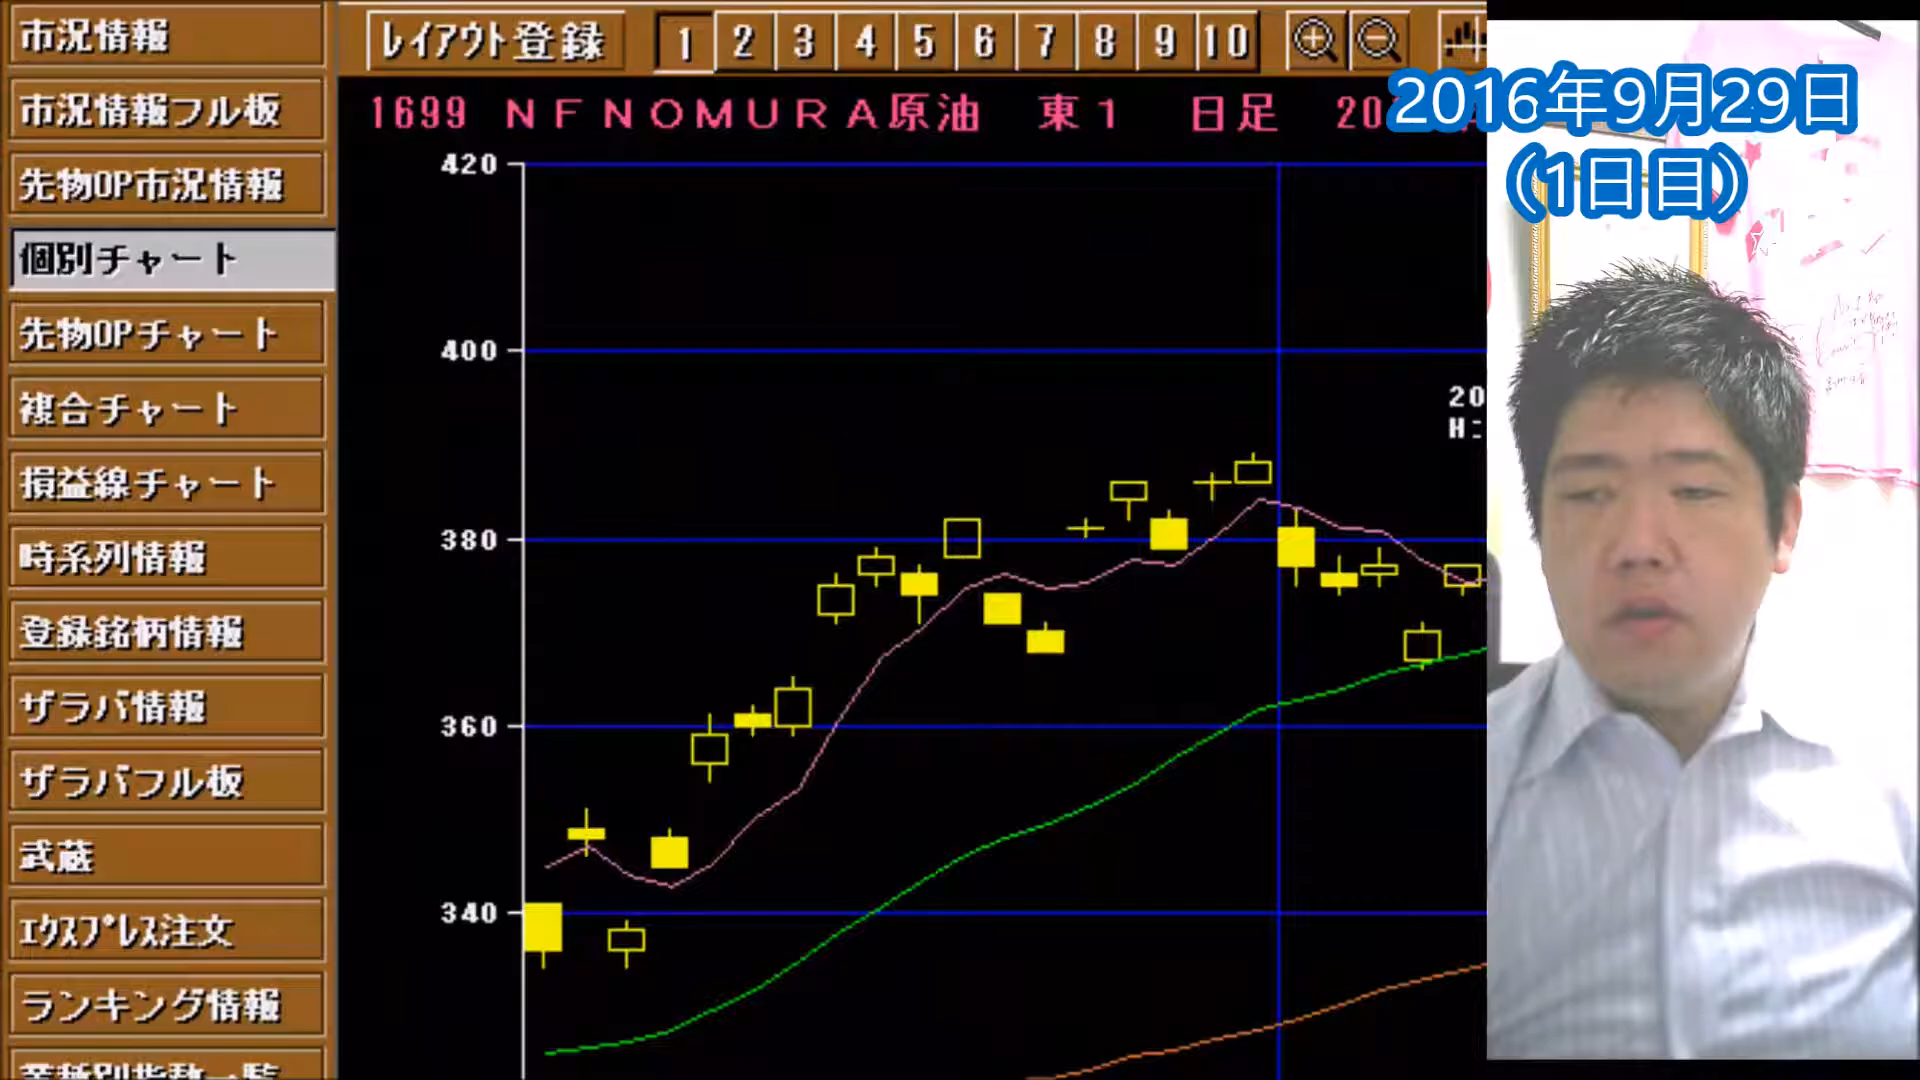 市況情報
市況情報フル板
先物OP市況情報
個別チャート
先物OPチャート
複合チャート
損益線チャート
時系列情報
登録銘柄情報
ザラバ情報
ザラバフル板
武蔵
ｴｸｽﾌﾟﾚｽ注文
ランキング情報
業種別指数一覧
ﾚｲｱｳﾄ登録 1 2 3 4 5 6 7 8 9 10
1699 ＮＦＮＯＭＵＲＡ原油 東１ 日足 20
2016年9月29日
(1日目)
420
400
380
360
340
20
H: